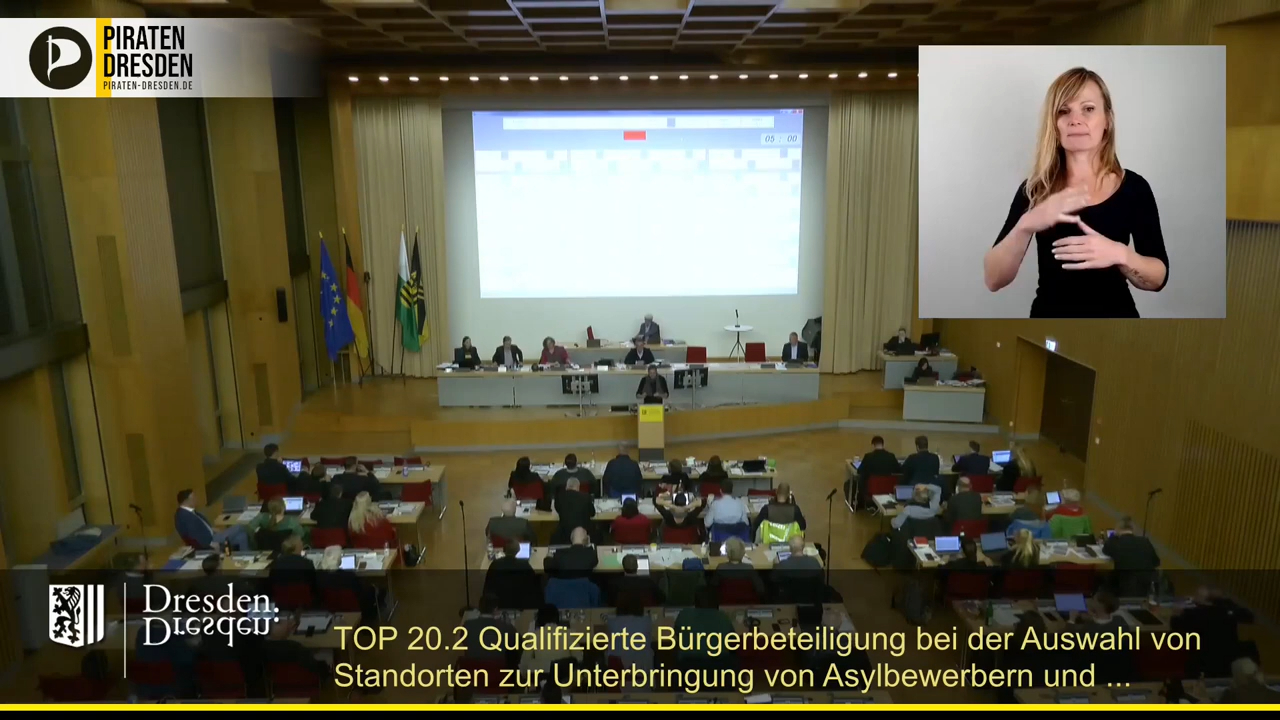 PIRATEN
DRESDEN
PIRATEN-DRESDEN.DE
05 : 00
Dresden.
Dresden.
TOP 20.2 Qualifizierte Bürgerbeteiligung bei der Auswahl von
Standorten zur Unterbringung von Asylbewerbern und ...